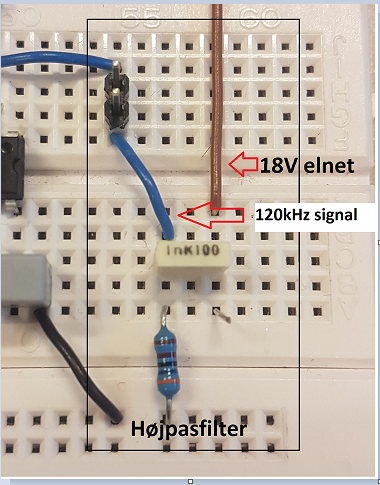 55
60
18V elnet
120kHz signal
1nK100
Højpasfilter